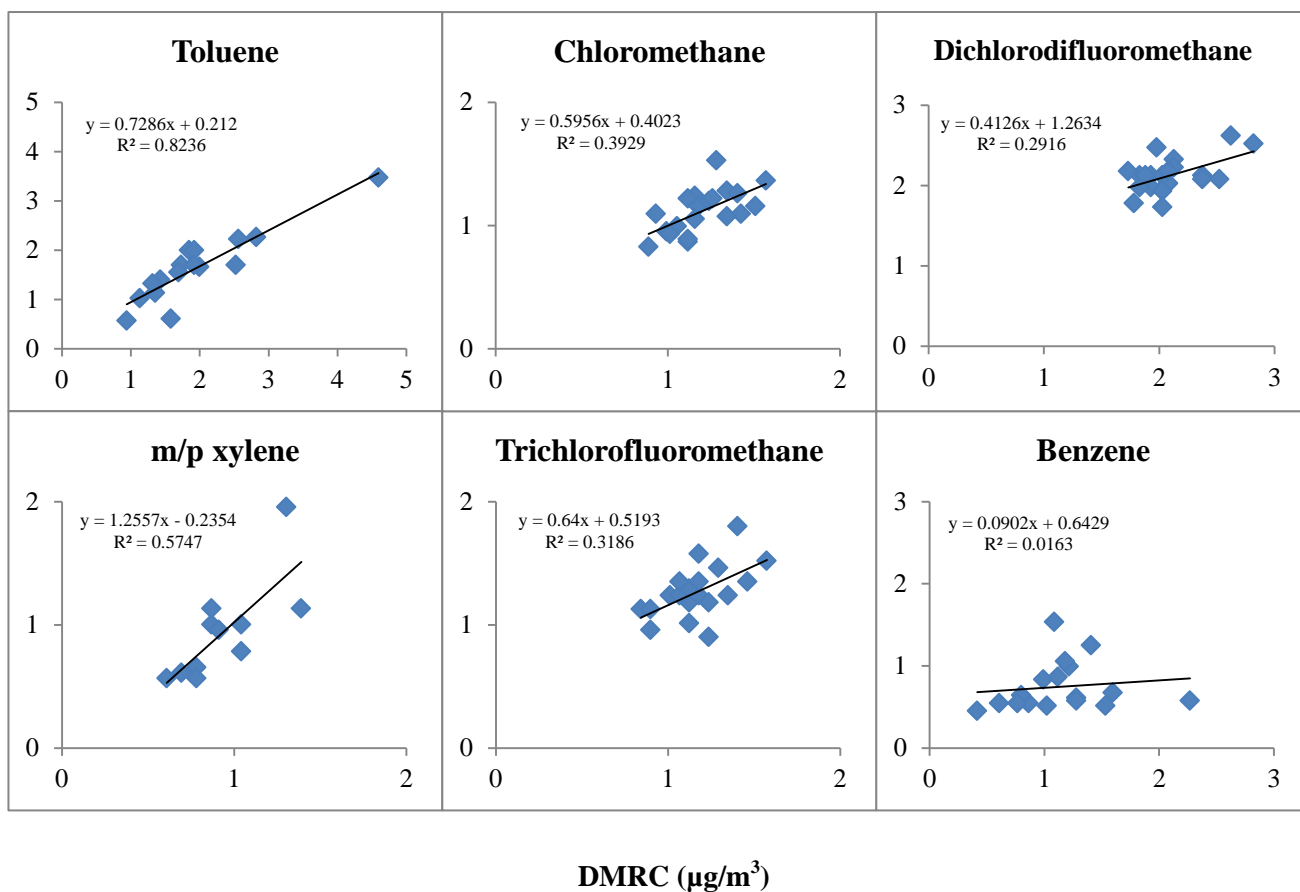 Toluene
y = 0.7286x + 0.212
R² = 0.8236
5
4
3
2
1
0
0 1 2 3 4 5
Chloromethane
y = 0.5956x + 0.4023
R² = 0.3929
2
1
0
0 1 2
Dichlorodifluoromethane
y = 0.4126x + 1.2634
R² = 0.2916
3
2
1
0
0 1 2 3
m/p xylene
y = 1.2557x - 0.2354
R² = 0.5747
2
1
0
0 1 2
Trichlorofluoromethane
y = 0.64x + 0.5193
R² = 0.3186
2
1
0
0 1 2
Benzene
y = 0.0902x + 0.6429
R² = 0.0163
3
2
1
0
0 1 2 3
DMRC (µg/m³)